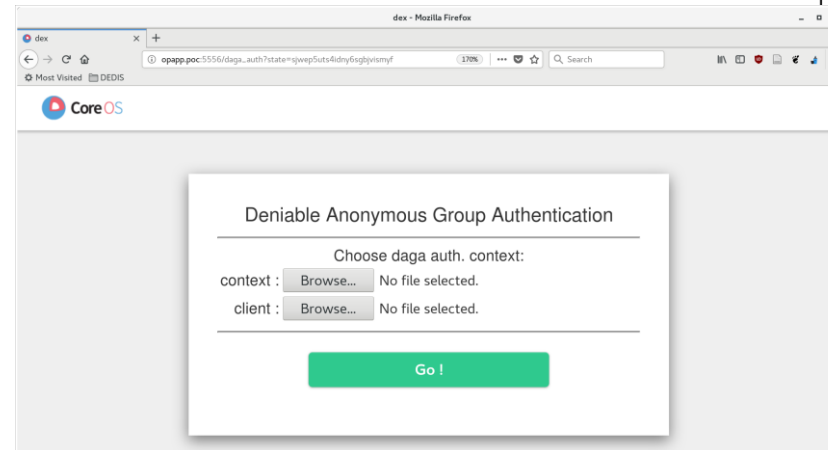 dex - Mozilla Firefox
dex × +
opapp.poc:5556/daga_auth?state=sjwep5uts4idny6sgbjvismyf 170% ••• Search
Most Visited DEDIS
CoreOS
Deniable Anonymous Group Authentication
Choose daga auth. context:
context : Browse... No file selected.
client : Browse... No file selected.
Go !